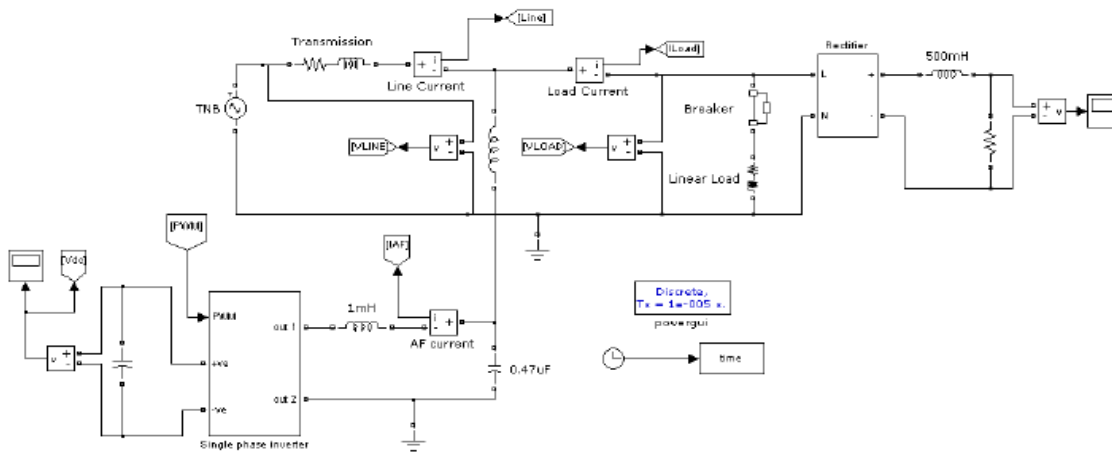 [ILine]
Transmission
[ILoad]
Rectifier
500mH
Line Current
Load Current
L
+
N
-
TNB
Breaker
[VLINE]
[VLOAD]
Linear Load
[PWM]
[IAF]
[Vdc]
Discrete,
Ts = 1e-005 s.
powergui
PWM
out 1
1mH
AF current
time
+ve
0.47uF
-ve
out 2
Single phase inverter
+
-
i
v